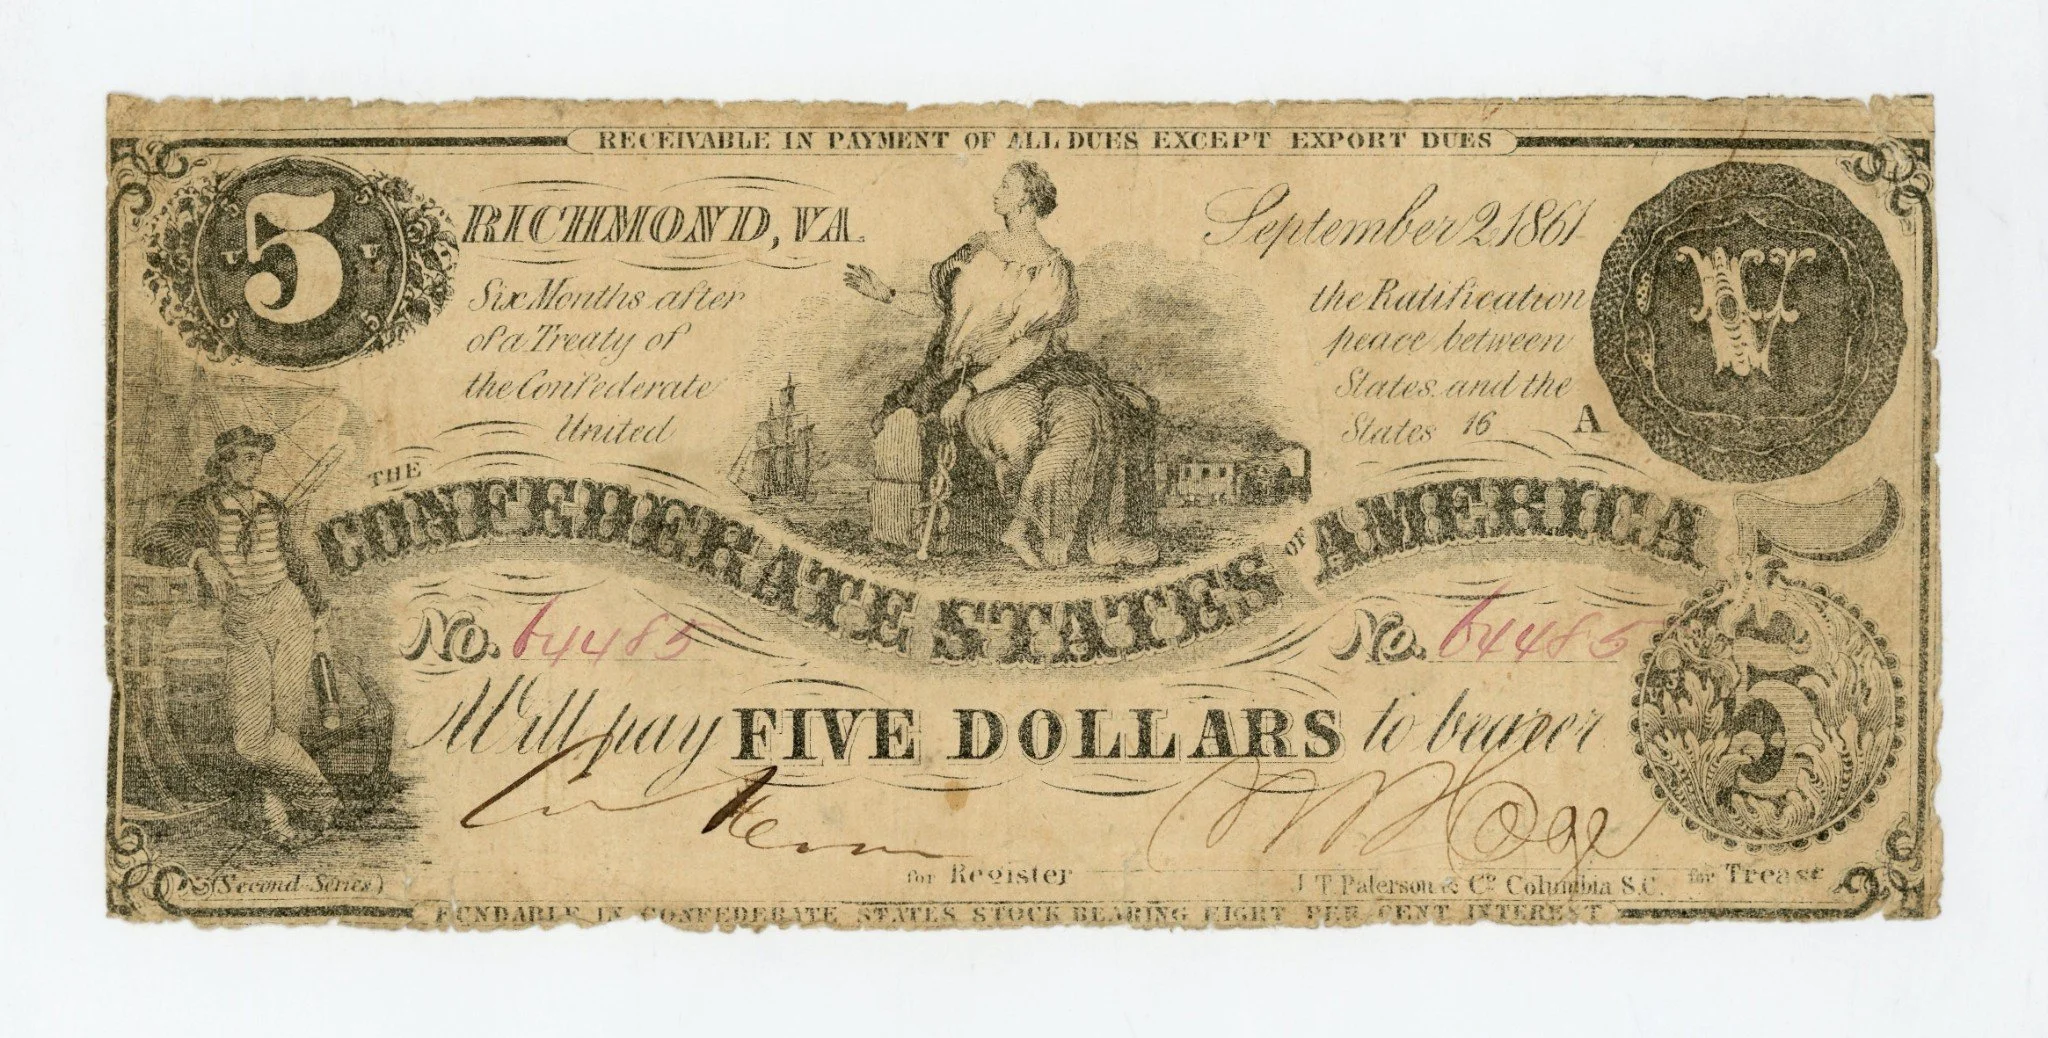 RECEIVABLE IN PAYMENT OF ALL DUES EXCEPT EXPORT DUES
5
RICHMOND, VA.
September 2, 1861
V
Six Months after
the Ratification
of a Treaty of
peace between
the Confederate
States and the
United
States 16
A
THE
CONFEDERATE STATES OF AMERICA
No. 64485
No. 64485
Will pay FIVE DOLLARS to bearer
5
for Register
for Treasr
J T. Paterson & Co Columbia S.C.
(Second Series)
FUNDABLE IN CONFEDERATE STATES STOCK BEARING EIGHT PER CENT INTEREST